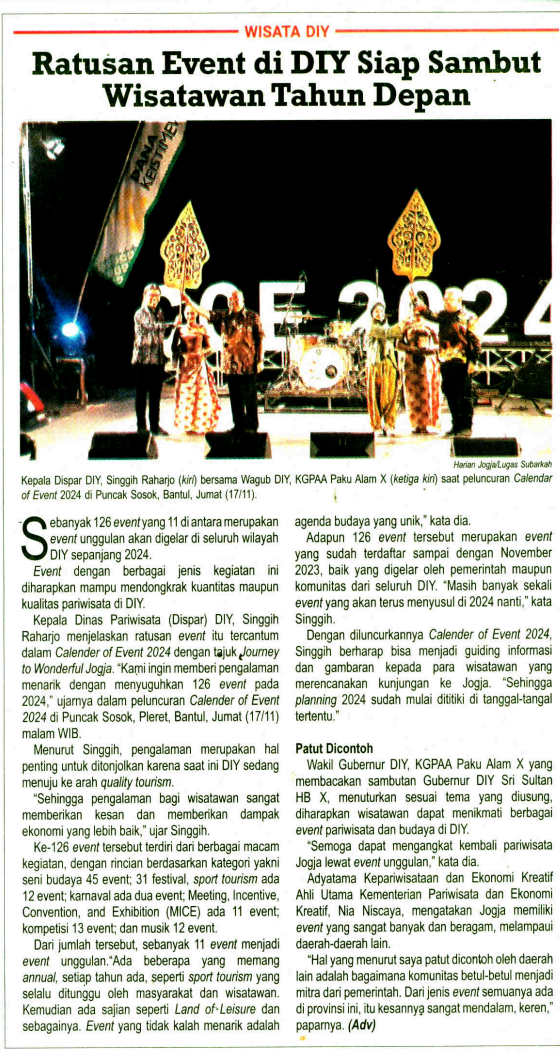 WISATA DIY
Ratusan Event di DIY Siap Sambut
Wisatawan Tahun Depan
DANA
KEISTIMEW
COE 2024
Harian Jogja/Lugas Subarkah
Kepala Dispar DIY, Singgih Raharjo (kiri) bersama Wagub DIY, KGPAA Paku Alam X (ketiga kiri) saat peluncuran Calendar
of Event 2024 di Puncak Sosok, Bantul, Jumat (17/11).
Sebanyak 126 event yang 11 di antara merupakan
event unggulan akan digelar di seluruh wilayah
DIY sepanjang 2024.
Event dengan berbagai jenis kegiatan ini
diharapkan mampu mendongkrak kuantitas maupun
kualitas pariwisata di DIY.
Kepala Dinas Pariwisata (Dispar) DIY, Singgih
Raharjo menjelaskan ratusan event itu tercantum
dalam Calender of Event 2024 dengan tajuk Journey
to Wonderful Jogja. “Kami ingin memberi pengalaman
menarik dengan menyuguhkan 126 event pada
2024,” ujarnya dalam peluncuran Calender of Event
2024 di Puncak Sosok, Pleret, Bantul, Jumat (17/11)
malam WIB.
Menurut Singgih, pengalaman merupakan hal
penting untuk ditonjolkan karena saat ini DIY sedang
menuju ke arah quality tourism.
“Sehingga pengalaman bagi wisatawan sangat
memberikan kesan dan memberikan dampak
ekonomi yang lebih baik,” ujar Singgih.
Ke-126 event tersebut terdiri dari berbagai macam
kegiatan, dengan rincian berdasarkan kategori yakni
seni budaya 45 event; 31 festival, sport tourism ada
12 event; karnaval ada dua event; Meeting, Incentive,
Convention, and Exhibition (MICE) ada 11 event;
kompetisi 13 event; dan musik 12 event.
Dari jumlah tersebut, sebanyak 11 event menjadi
event unggulan.“Ada beberapa yang memang
annual, setiap tahun ada, seperti sport tourism yang
selalu ditunggu oleh masyarakat dan wisatawan.
Kemudian ada sajian seperti Land of Leisure dan
sebagainya. Event yang tidak kalah menarik adalah
agenda budaya yang unik,” kata dia.
Adapun 126 event tersebut merupakan event
yang sudah terdaftar sampai dengan November
2023, baik yang digelar oleh pemerintah maupun
komunitas dari seluruh DIY. “Masih banyak sekali
event yang akan terus menyusul di 2024 nanti,” kata
Singgih.
Dengan diluncurkannya Calender of Event 2024,
Singgih berharap bisa menjadi guiding informasi
dan gambaran kepada para wisatawan yang
merencanakan kunjungan ke Jogja. “Sehingga
planning 2024 sudah mulai dititiki di tanggal-tangal
tertentu.”
Patut Dicontoh
Wakil Gubernur DIY, KGPAA Paku Alam X yang
membacakan sambutan Gubernur DIY Sri Sultan
HB X, menuturkan sesuai tema yang diusung,
diharapkan wisatawan dapat menikmati berbagai
event pariwisata dan budaya di DIY.
“Semoga dapat mengangkat kembali pariwisata
Jogja lewat event unggulan,” kata dia.
Adyatama Kepariwisataan dan Ekonomi Kreatif
Ahli Utama Kementerian Pariwisata dan Ekonomi
Kreatif, Nia Niscaya, mengatakan Jogja memiliki
event yang sangat banyak dan beragam, melampaui
daerah-daerah lain.
“Hal yang menurut saya patut dicontoh oleh daerah
lain adalah bagaimana komunitas betul-betul menjadi
mitra dari pemerintah. Dari jenis event semuanya ada
di provinsi ini, itu kesannya sangat mendalam, keren,”
paparnya. (Adv)